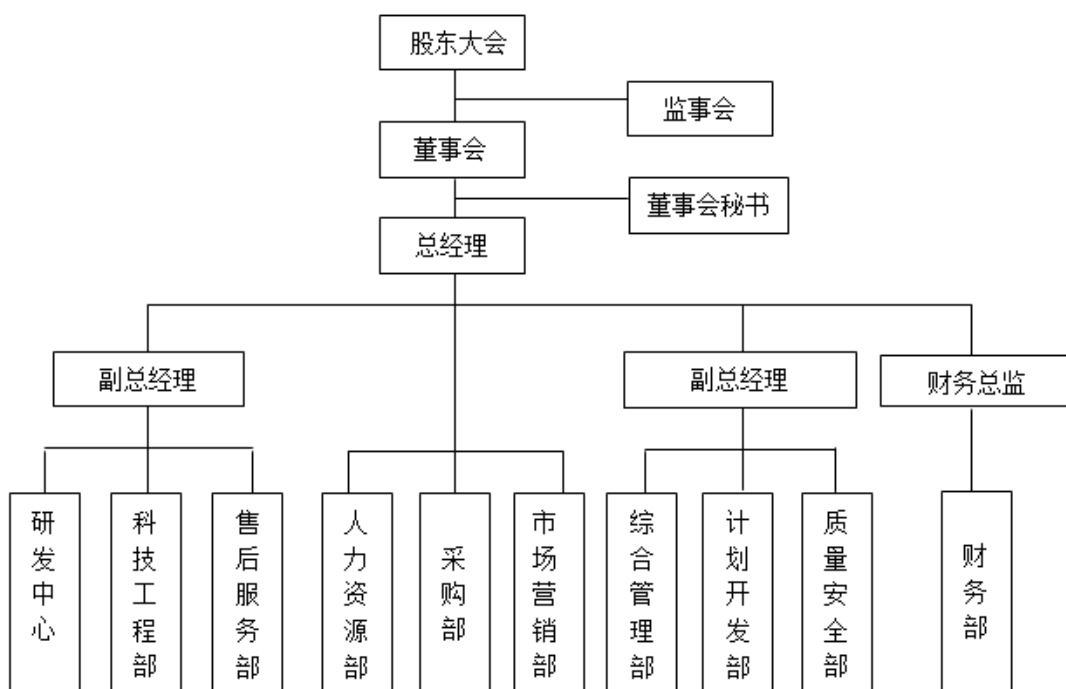 股东大会
监事会
董事会
董事会秘书
总经理
副总经理
副总经理
财务总监
研发中心
科技工程部
售后服务部
人力资源部
采购部
市场营销部
综合管理部
计划开发部
质量安全部
财务部